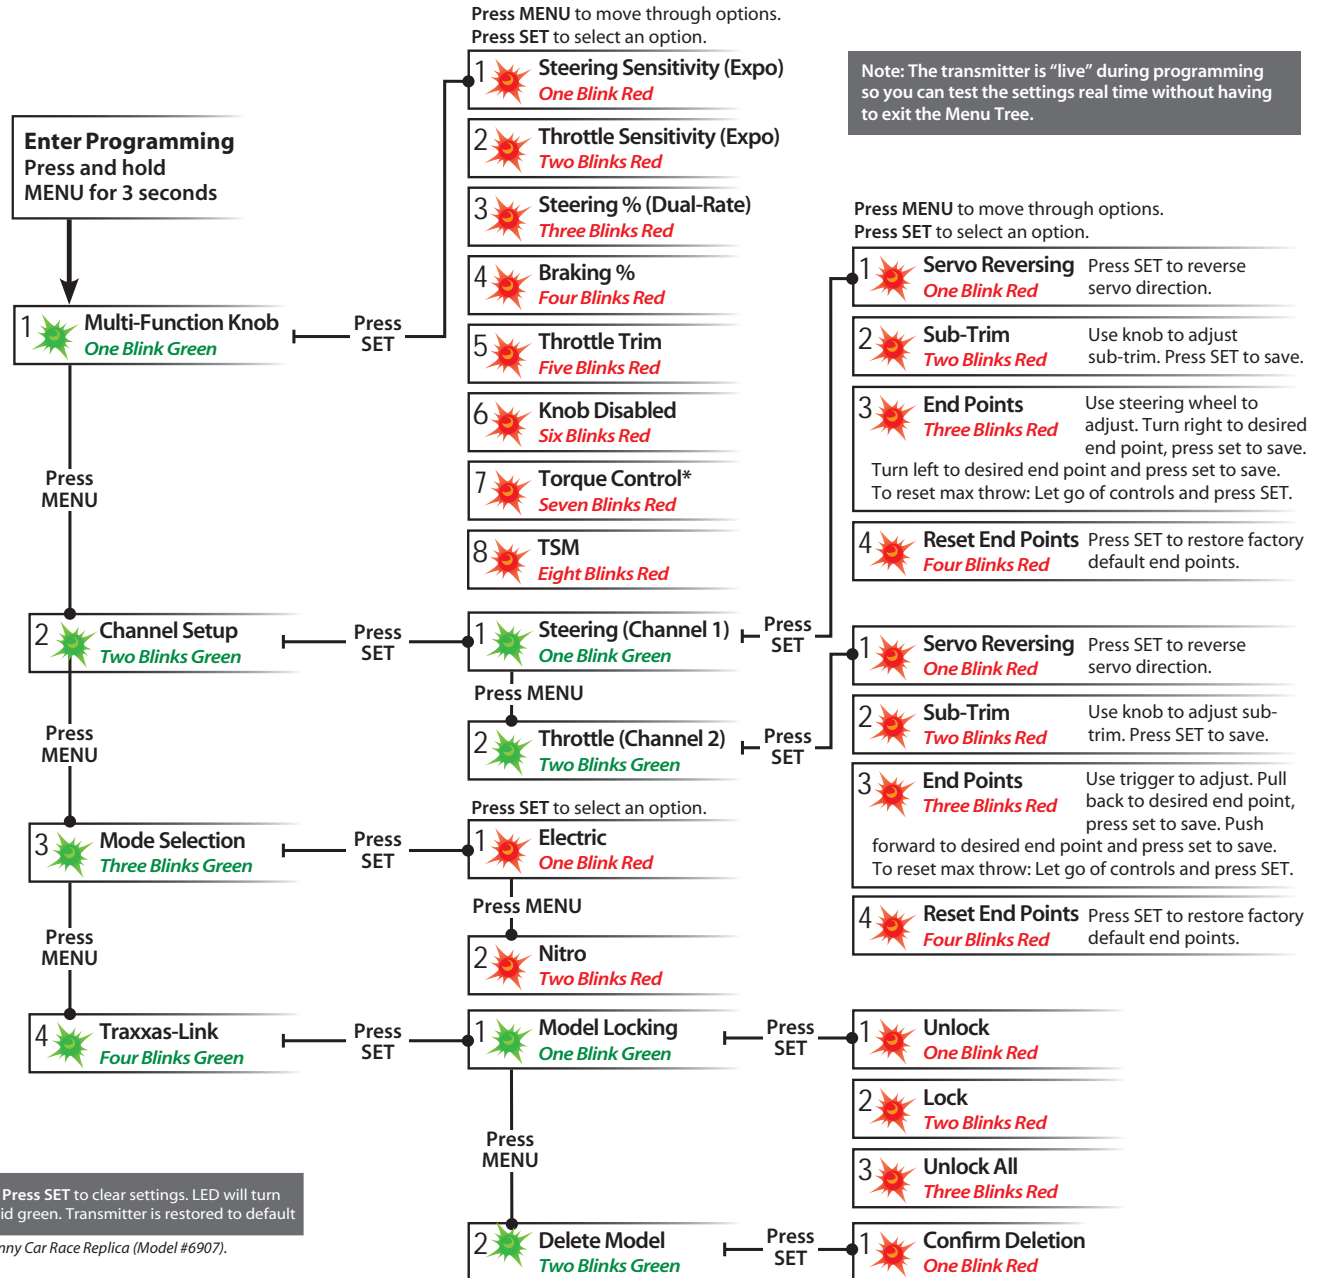 Press MENU to move through options.
Press SET to select an option.
1 Steering Sensitivity (Expo)
One Blink Red
2 Throttle Sensitivity (Expo)
Two Blinks Red
3 Steering % (Dual-Rate)
Three Blinks Red
4 Braking %
Four Blinks Red
5 Throttle Trim
Five Blinks Red
6 Knob Disabled
Six Blinks Red
7 Torque Control*
Seven Blinks Red
8 TSM
Eight Blinks Red
Note: The transmitter is “live” during programming
so you can test the settings real time without having
to exit the Menu Tree.
Enter Programming
Press and hold
MENU for 3 seconds
1 Multi-Function Knob
One Blink Green
Press
SET
Press
MENU
2 Channel Setup
Two Blinks Green
Press
SET
1 Steering (Channel 1)
One Blink Green
Press
SET
Press MENU
2 Throttle (Channel 2)
Two Blinks Green
Press
SET
Press MENU to move through options.
Press SET to select an option.
1 Servo Reversing Press SET to reverse
One Blink Red servo direction.
2 Sub-Trim Use knob to adjust
Two Blinks Red sub-trim. Press SET to save.
3 End Points Use steering wheel to
Three Blinks Red adjust. Turn right to desired
end point, press set to save.
Turn left to desired end point and press set to save.
To reset max throw: Let go of controls and press SET.
4 Reset End Points Press SET to restore factory
Four Blinks Red default end points.
1 Servo Reversing Press SET to reverse
One Blink Red servo direction.
2 Sub-Trim Use knob to adjust sub-
Two Blinks Red trim. Press SET to save.
3 End Points Use trigger to adjust. Pull
Three Blinks Red back to desired end point,
press set to save. Push
forward to desired end point and press set to save.
To reset max throw: Let go of controls and press SET.
4 Reset End Points Press SET to restore factory
Four Blinks Red default end points.
Press
MENU
3 Mode Selection
Three Blinks Green
Press
SET
Press SET to select an option.
1 Electric
One Blink Red
Press MENU
2 Nitro
Two Blinks Red
Press
MENU
4 Traxxas-Link
Four Blinks Green
Press
SET
1 Model Locking
One Blink Green
Press
SET
1 Unlock
One Blink Red
2 Lock
Two Blinks Red
3 Unlock All
Three Blinks Red
Press
MENU
2 Delete Model
Two Blinks Green
Press
SET
1 Confirm Deletion
One Blink Red
Press SET to clear settings. LED will turn
id green. Transmitter is restored to default
nny Car Race Replica (Model #6907).